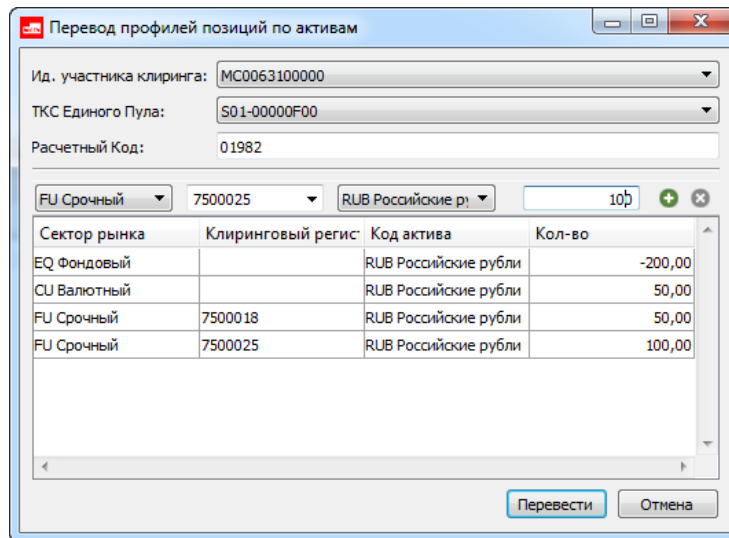 Перевод профилей позиций по активам
Ид. участника клиринга: MC0063100000
ТКС Единого Пула: S01-00000F00
Расчетный Код: 01982
FU Срочный 7500025 RUB Российские ру 100
Сектор рынка Клиринговый регист Код актива Кол-во
EQ Фондовый RUB Российские рубли -200,00
CU Валютный RUB Российские рубли 50,00
FU Срочный 7500018 RUB Российские рубли 50,00
FU Срочный 7500025 RUB Российские рубли 100,00
Перевести Отмена